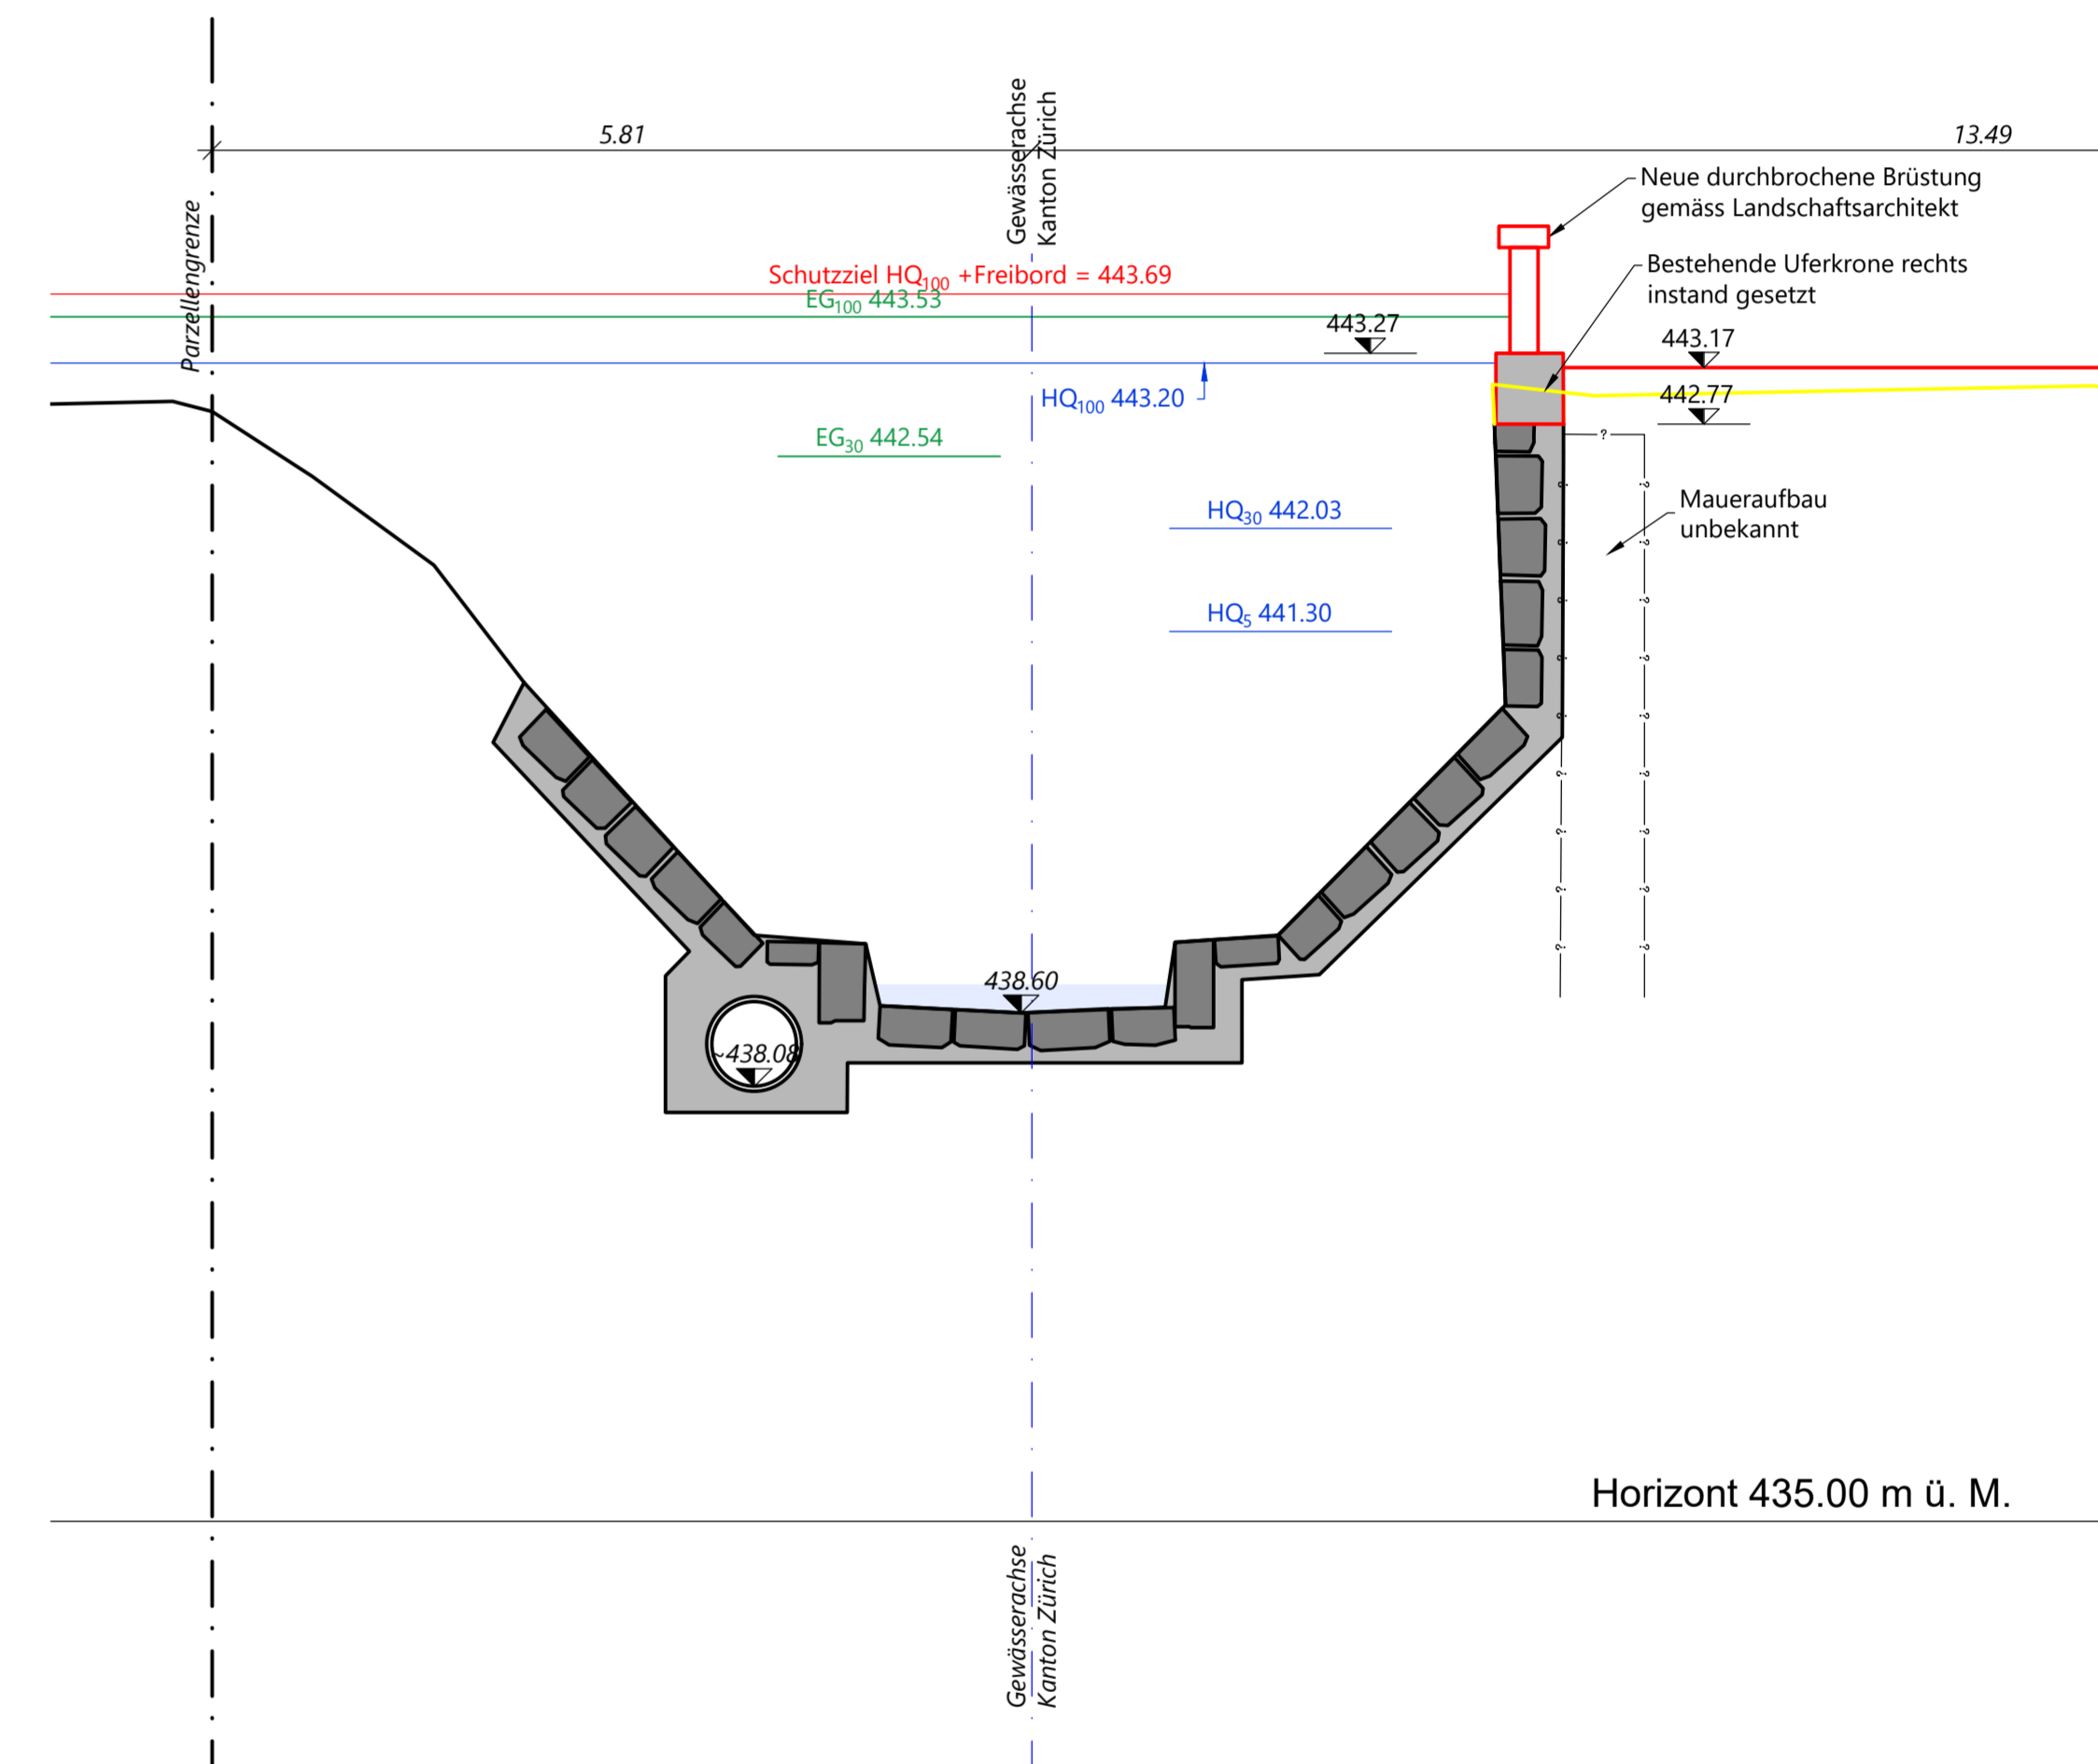 Gewässerachse
Kanton Zürich
5.81
13.49
Parzellengrenze
Neue durchbrochene Brüstung
gemäss Landschaftsarchitekt
Bestehende Uferkrone rechts
instand gesetzt
Schutzziel HQ100 +Freibord = 443.69
EG100 443.53
443.27
443.17
HQ100 443.20
442.77
EG30 442.54
?
HQ30 442.03
Maueraufbau
unbekannt
HQ5 441.30
438.60
~438.08
Horizont 435.00 m ü. M.
Gewässerachse
Kanton Zürich